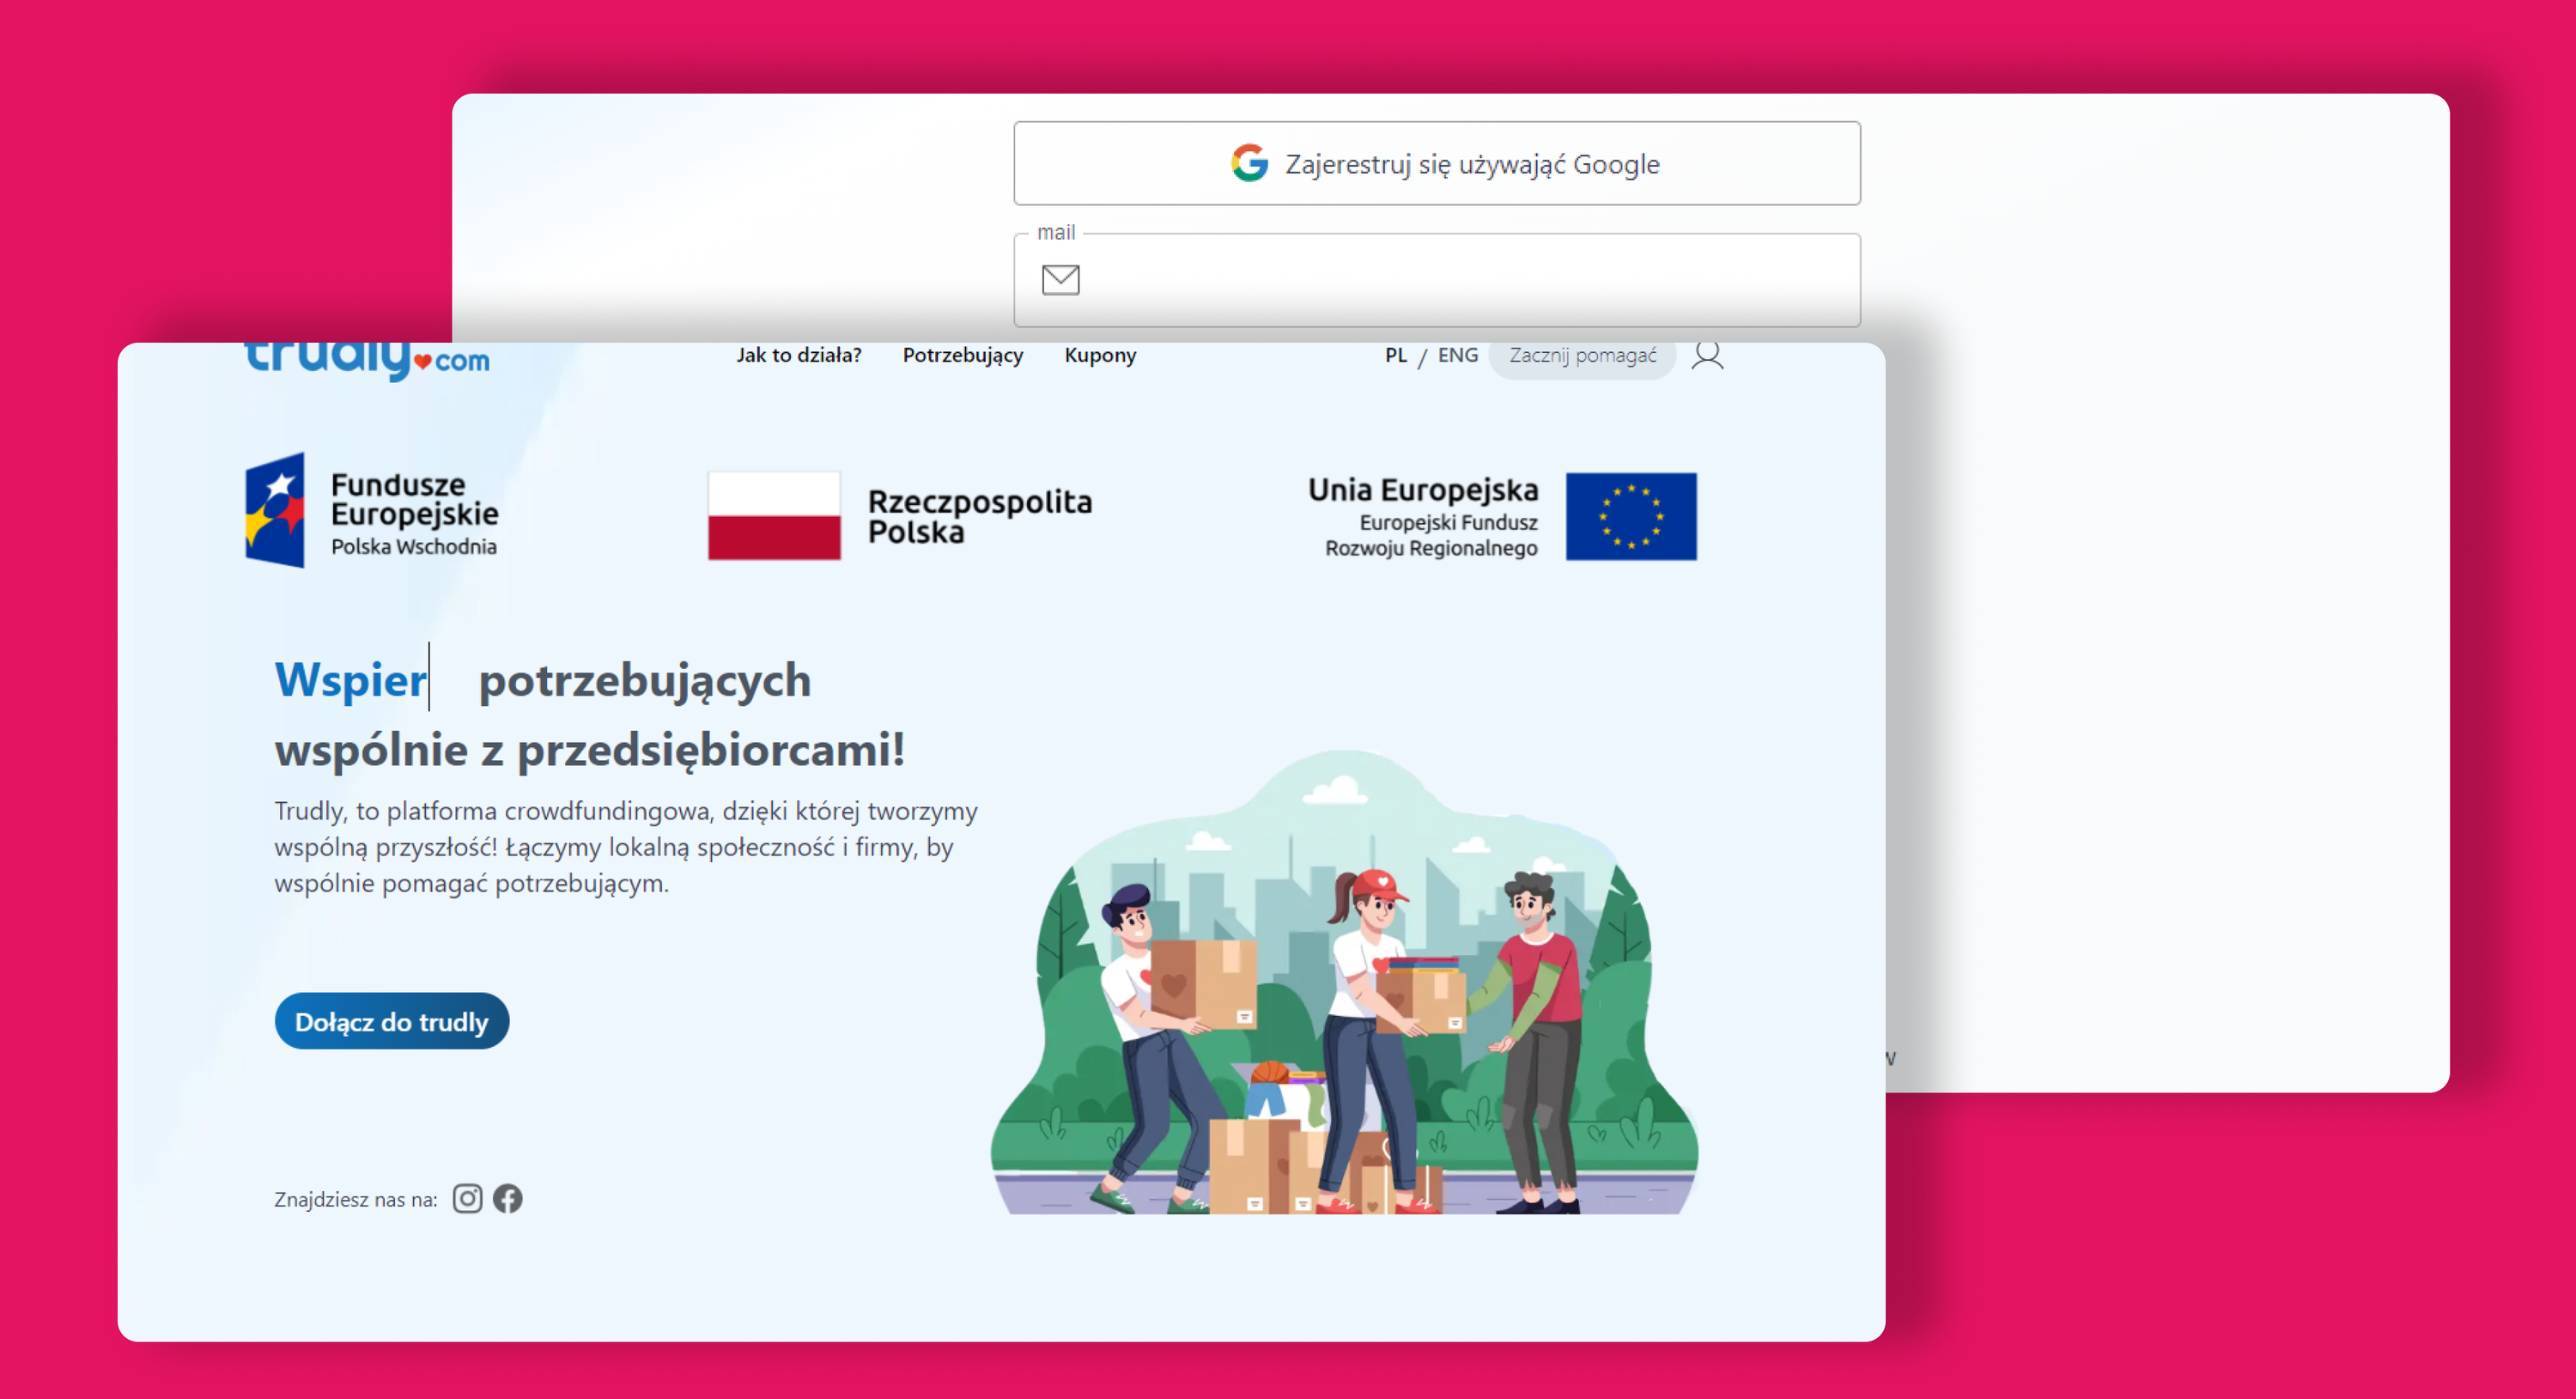 Zajerestruj się używająć Google
mail
trudly.com
Jak to działa? Potrzebujący Kupony PL / ENG Zacznij pomagać
Fundusze
Europejskie
Polska Wschodnia
Rzeczpospolita
Polska
Unia Europejska
Europejski Fundusz
Rozwoju Regionalnego
Wspier potrzebujących
wspólnie z przedsiębiorcami!
Trudly, to platforma crowdfundingowa, dzięki której tworzymy
wspólną przyszłość! Łączymy lokalną społeczność i firmy, by
wspólnie pomagać potrzebującym.
Dołącz do trudly
Znajdziesz nas na: